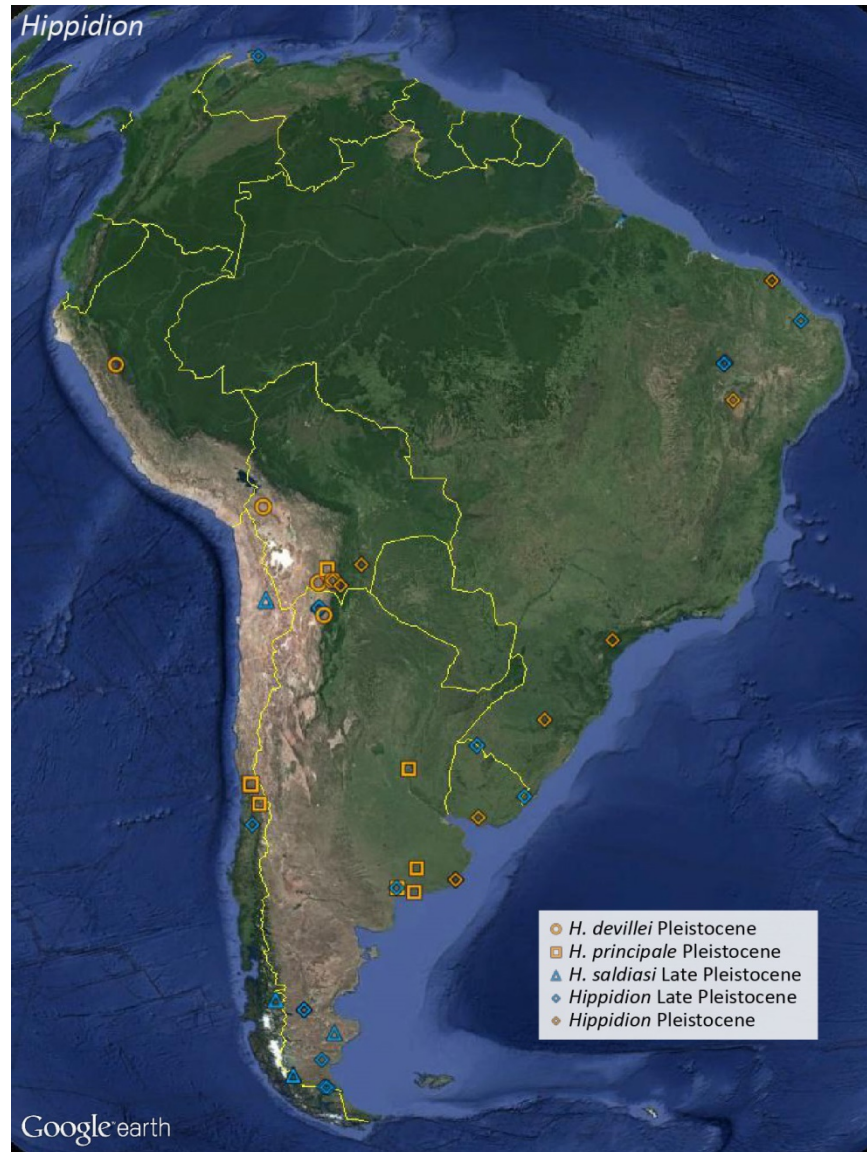 Hippidion
H. devillei Pleistocene
H. principale Pleistocene
H. saldiasi Late Pleistocene
Hippidion Late Pleistocene
Hippidion Pleistocene
Google earth